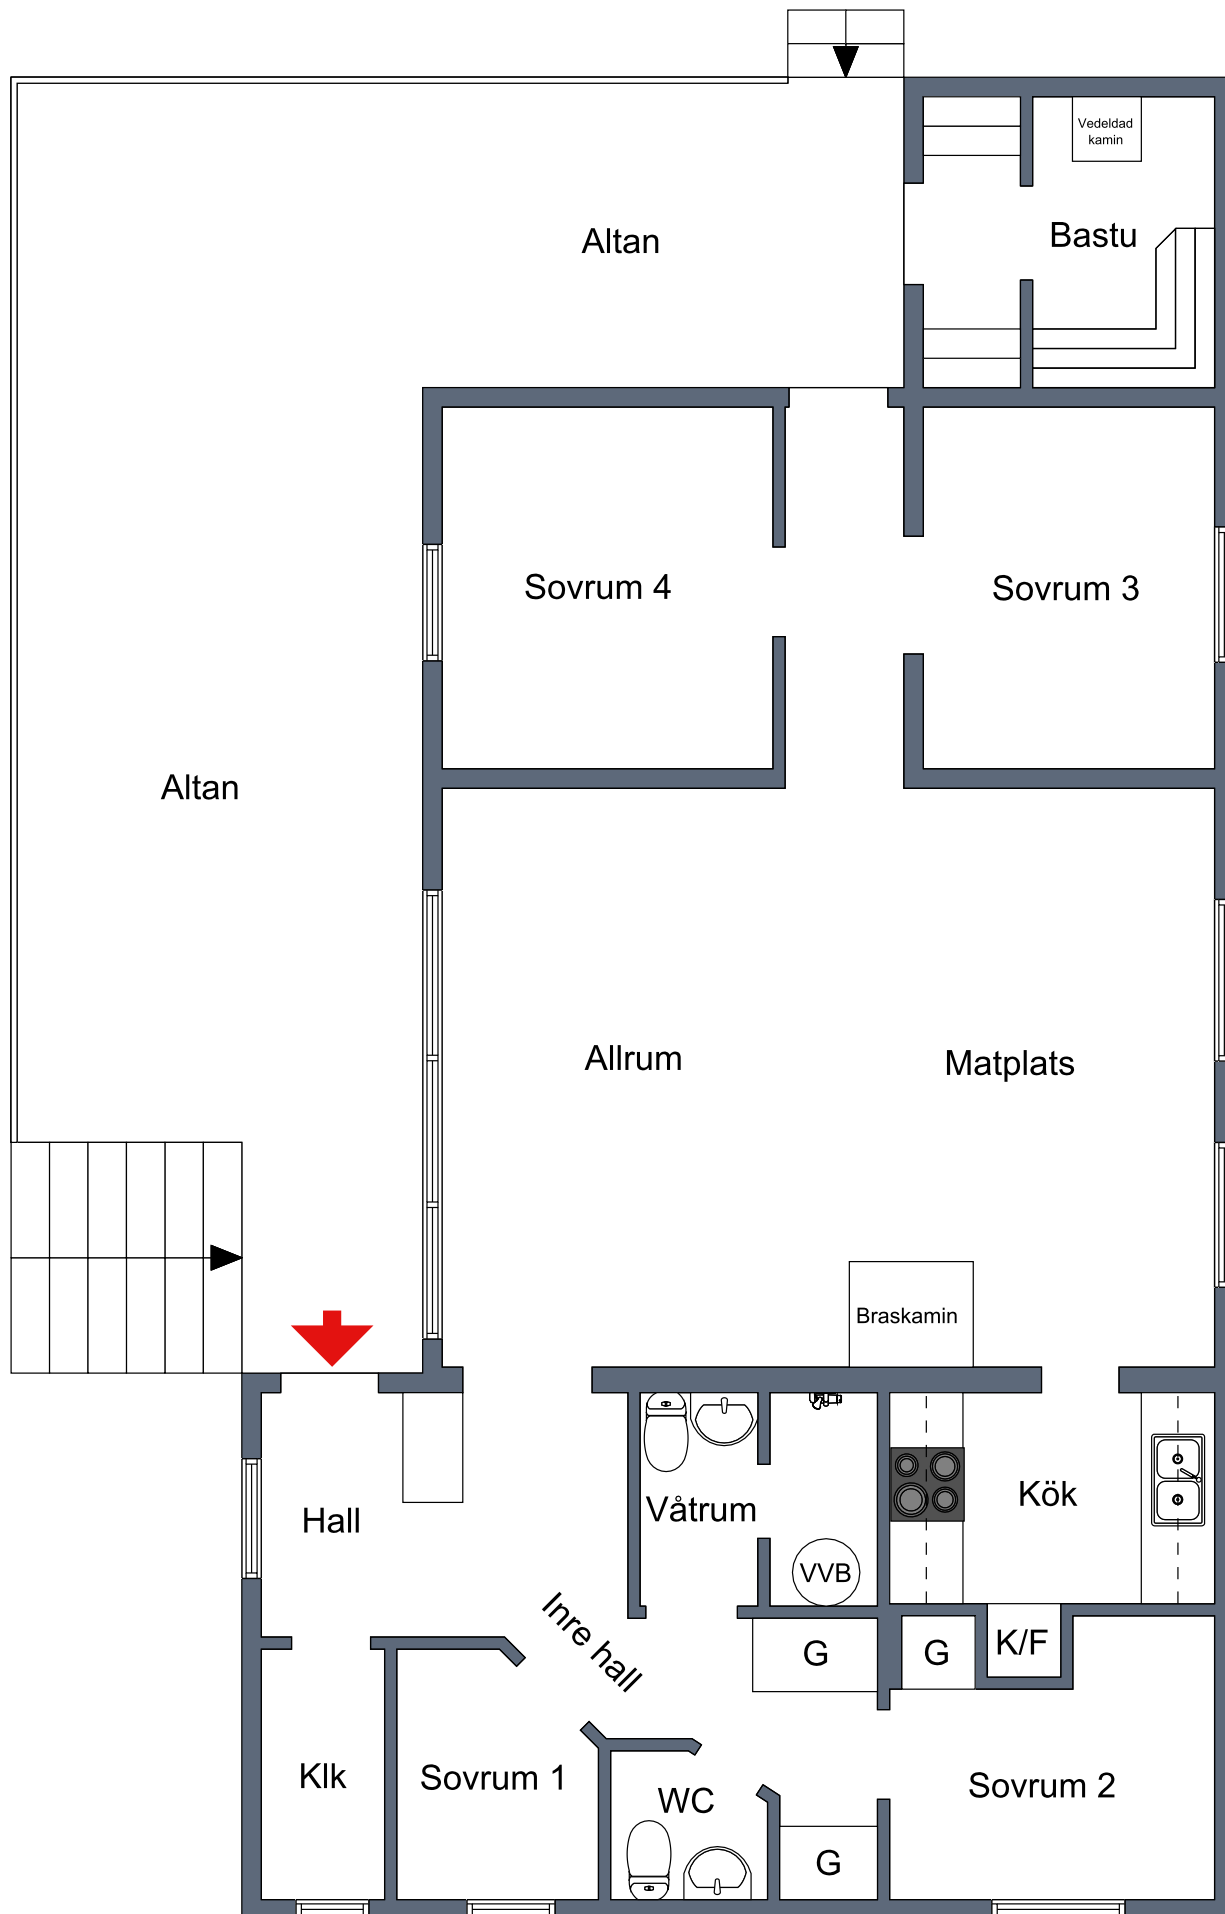 Vedeldad
kamin
Altan
Bastu
Sovrum 4
Sovrum 3
Altan
Allrum
Matplats
Braskamin
Hall
Våtrum
VVB
Kök
Inre hall
G
G
K/F
Klk
Sovrum 1
WC
Sovrum 2
G